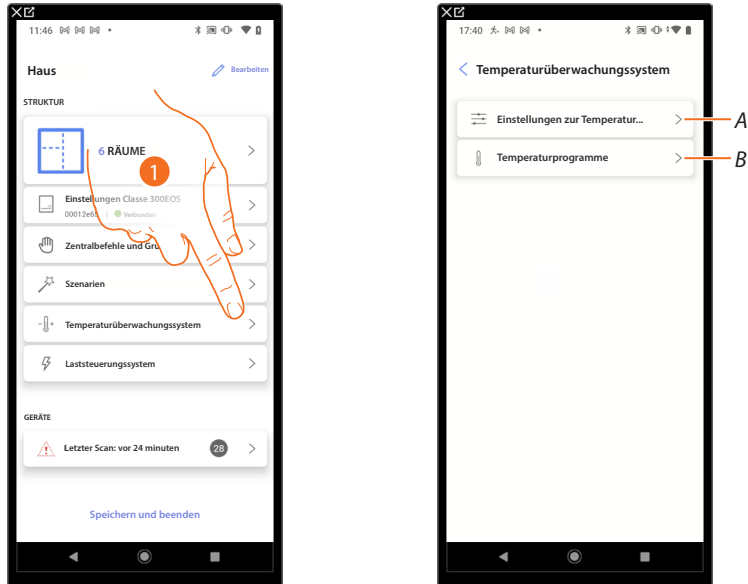 11:46
Haus
Bearbeiten
STRUKTUR
6 RÄUME
1
Einstellungen Classe 300EOS
Verbunden
Zentralbefehle und
Szenarien
Temperaturüberwachungssystem
Laststeuerungssystem
GERÄTE
Letzter Scan: vor 24 minuten
28
Speichern und beenden
17:40
Temperaturüberwachungssystem
Einstellungen zur Temperatur...
A
Temperaturprogramme
B